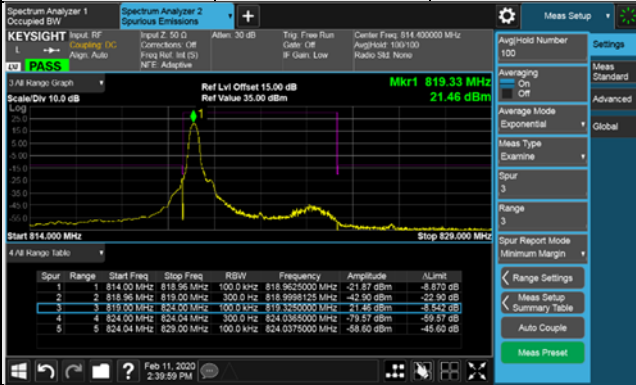 Spectrum Analyzer 1
Occupied BW
Spectrum Analyzer 2
Spurious Emissions
Meas Setup
KEYSIGHT
Input: RF
Coupling: DC
Align: Auto
Input Z: 50 Ω
Corrections: Off
Freq Ref: Int (S)
NFE: Adaptive
Atten: 30 dB
Trig: Free Run
Gate: Off
IF Gain: Low
Center Freq: 814.400000 MHz
Avg|Hold: 100/100
Radio Std: None
L
LXI
PASS
3 All Range Graph
Scale/Div 10.0 dB
Ref Lvl Offset 15.00 dB
Ref Value 35.00 dBm
Mkr1 819.33 MHz
21.46 dBm
Log
25.0
15.0
5.00
-5.00
-15.0
-25.0
-35.0
-45.0
-55.0
1
Start 814.000 MHz
Stop 829.000 MHz
4 All Range Table
Spur Range Start Freq Stop Freq RBW Frequency Amplitude ΔLimit
1 1 814.00 MHz 818.96 MHz 100.0 kHz 818.9625000 MHz -21.87 dBm -8.870 dB
2 2 818.96 MHz 819.00 MHz 300.0 Hz 818.9998125 MHz -42.90 dBm -22.90 dB
3 3 819.00 MHz 824.00 MHz 100.0 kHz 819.3250000 MHz 21.46 dBm -8.542 dB
4 4 824.00 MHz 824.04 MHz 300.0 Hz 824.0365000 MHz -79.57 dBm -59.57 dB
5 5 824.04 MHz 829.00 MHz 100.0 kHz 824.0375000 MHz -58.60 dBm -45.60 dB
Avg|Hold Number
100
Averaging
On
Off
Average Mode
Exponential
Meas Type
Examine
Spur
3
Range
3
Spur Report Mode
Minimum Margin
Range Settings
Meas Setup
Summary Table
Auto Couple
Meas Preset
Settings
Meas
Standard
Advanced
Global
Feb 11, 2020
2:39:59 PM